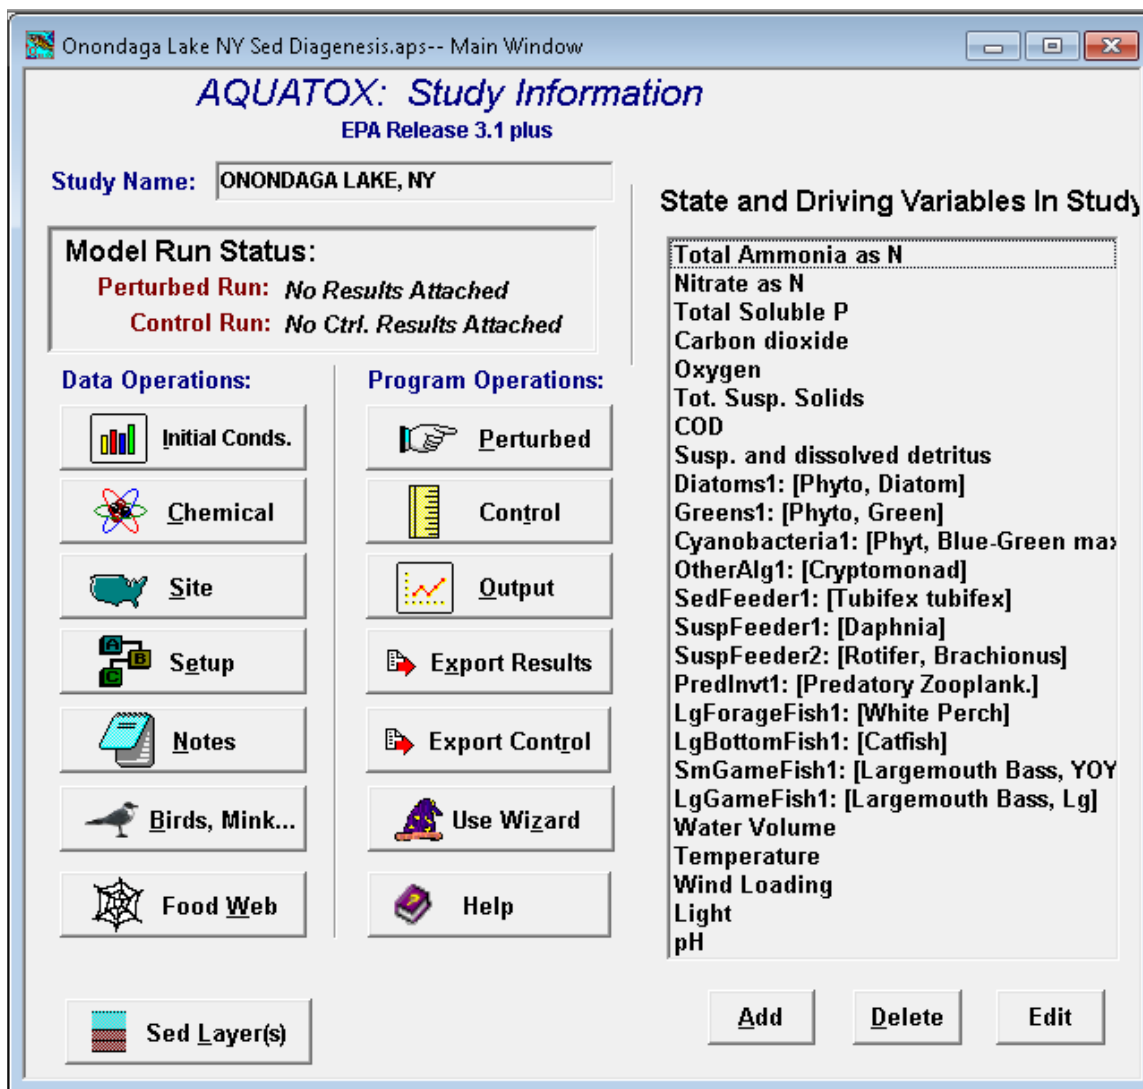 Onondaga Lake NY Sed Diagenesis.aps-- Main Window
AQUATOX: Study Information
EPA Release 3.1 plus
Study Name: ONONDAGA LAKE, NY
Model Run Status:
Perturbed Run: No Results Attached
Control Run: No Ctrl. Results Attached
Data Operations:
Initial Conds.
Chemical
Site
A
B
C
Setup
Notes
Birds, Mink...
Food Web
Sed Layer(s)
Program Operations:
Perturbed
Control
Output
Export Results
Export Control
Use Wizard
?
Help
State and Driving Variables In Study
Total Ammonia as N
Nitrate as N
Total Soluble P
Carbon dioxide
Oxygen
Tot. Susp. Solids
COD
Susp. and dissolved detritus
Diatoms1: [Phyto, Diatom]
Greens1: [Phyto, Green]
Cyanobacteria1: [Phyt, Blue-Green max
OtherAlg1: [Cryptomonad]
SedFeeder1: [Tubifex tubifex]
SuspFeeder1: [Daphnia]
SuspFeeder2: [Rotifer, Brachionus]
PredInvt1: [Predatory Zooplank.]
LgForageFish1: [White Perch]
LgBottomFish1: [Catfish]
SmGameFish1: [Largemouth Bass, YOY
LgGameFish1: [Largemouth Bass, Lg]
Water Volume
Temperature
Wind Loading
Light
pH
Add
Delete
Edit